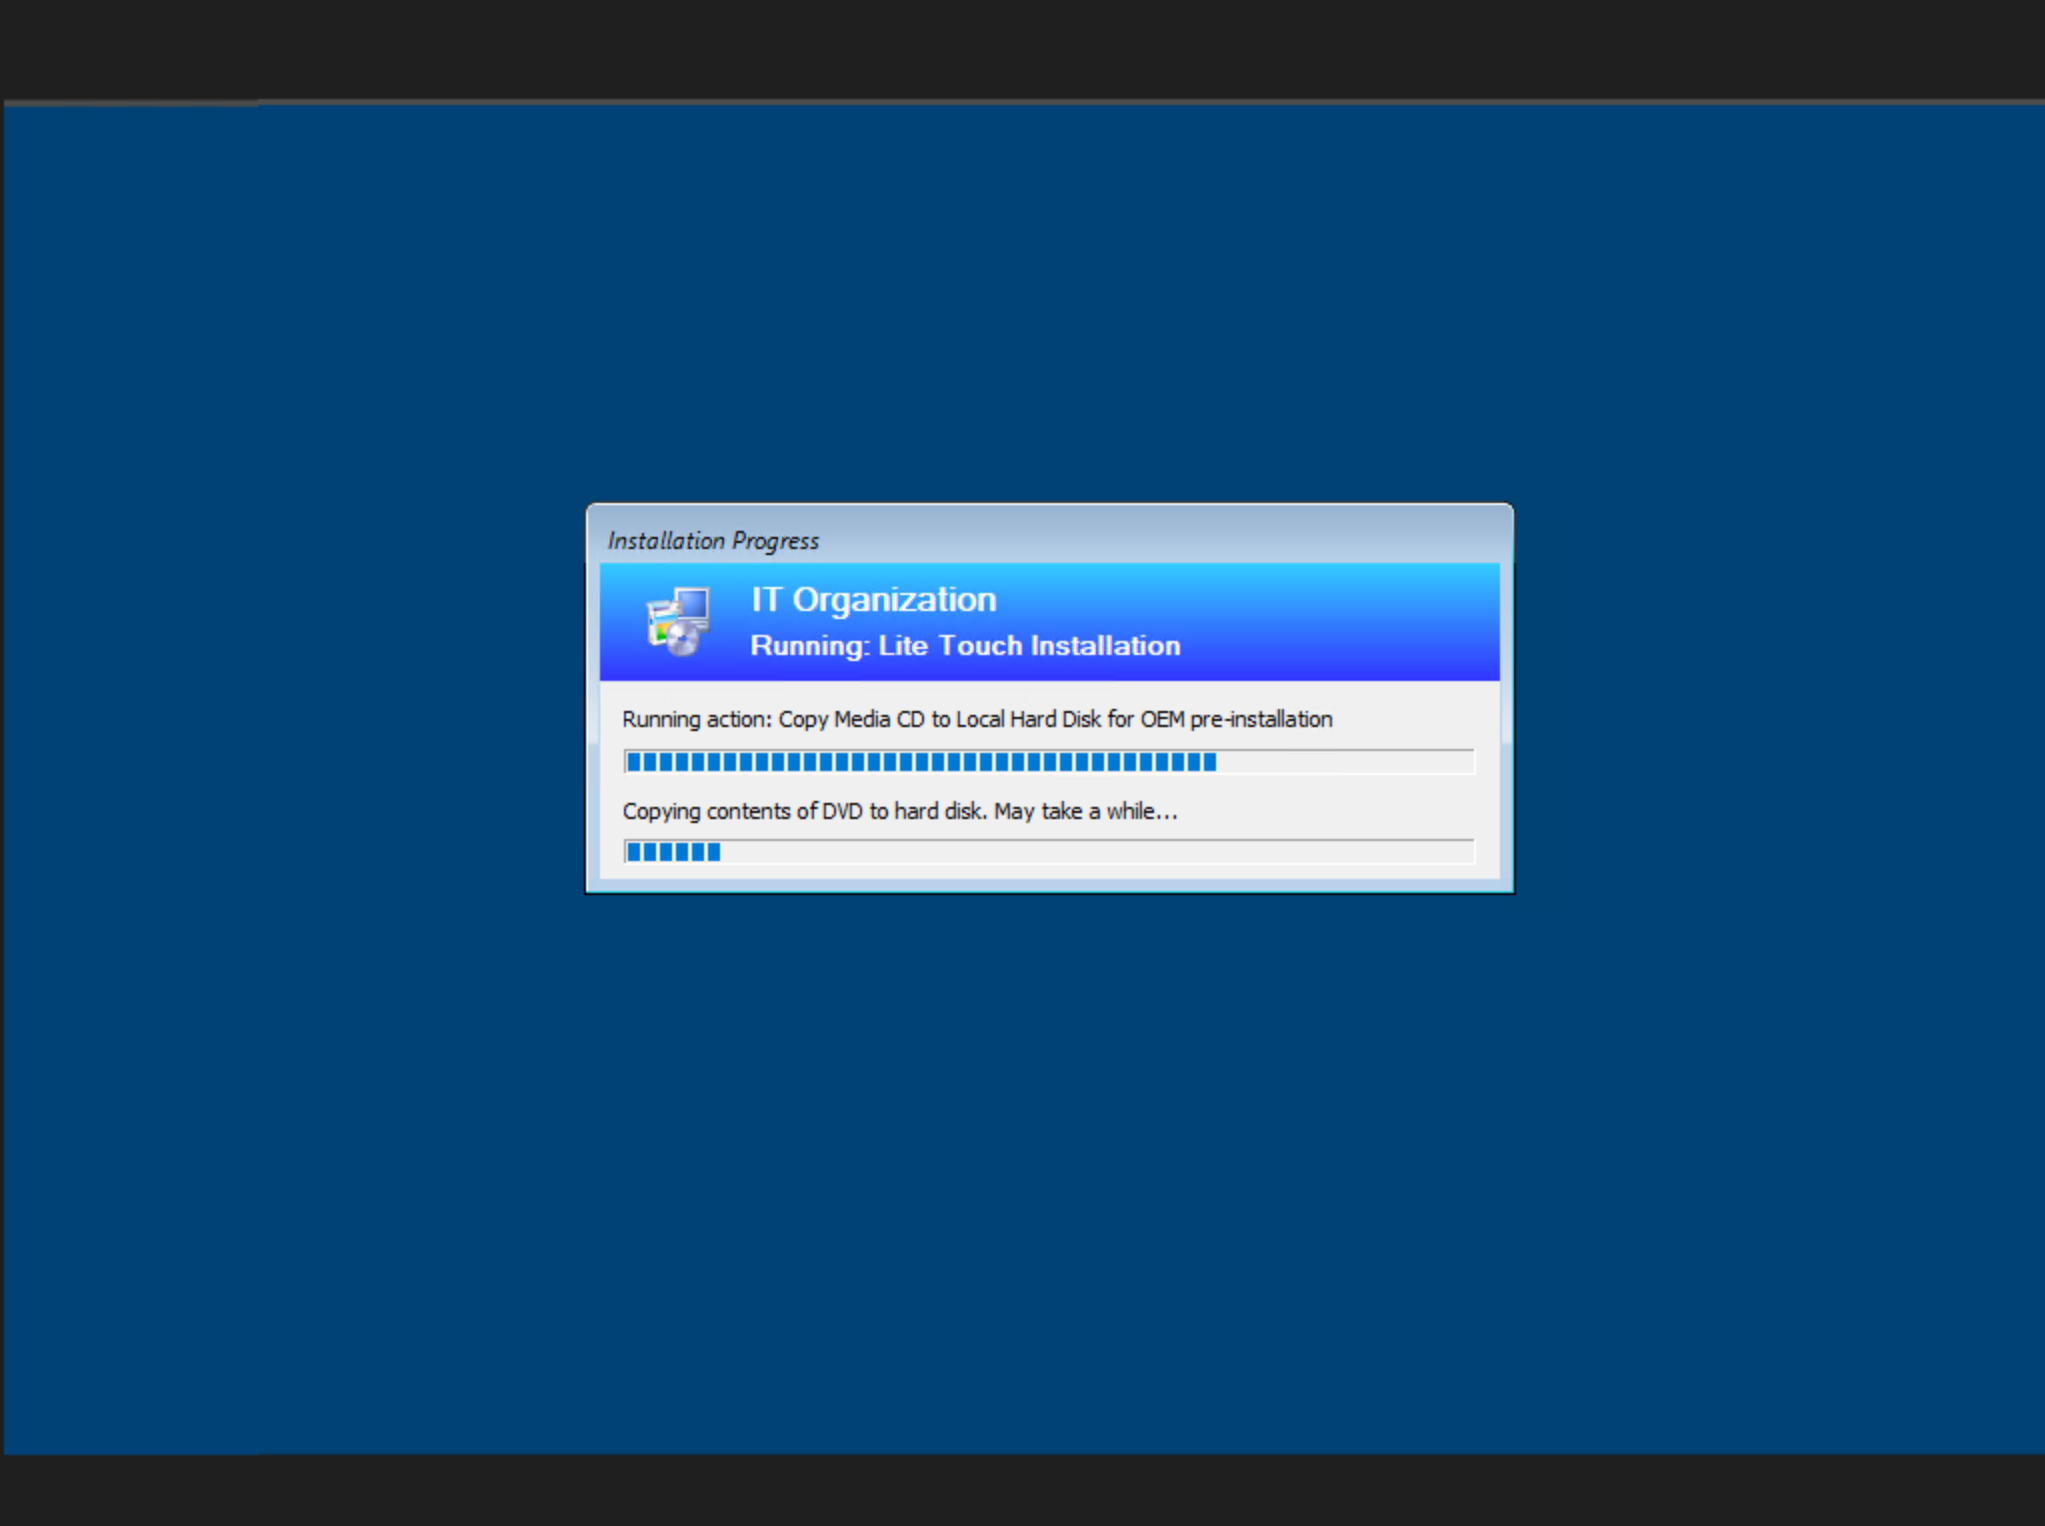 Installation Progress
IT Organization
Running: Lite Touch Installation
Running action: Copy Media CD to Local Hard Disk for OEM pre-installation
Copying contents of DVD to hard disk. May take a while...